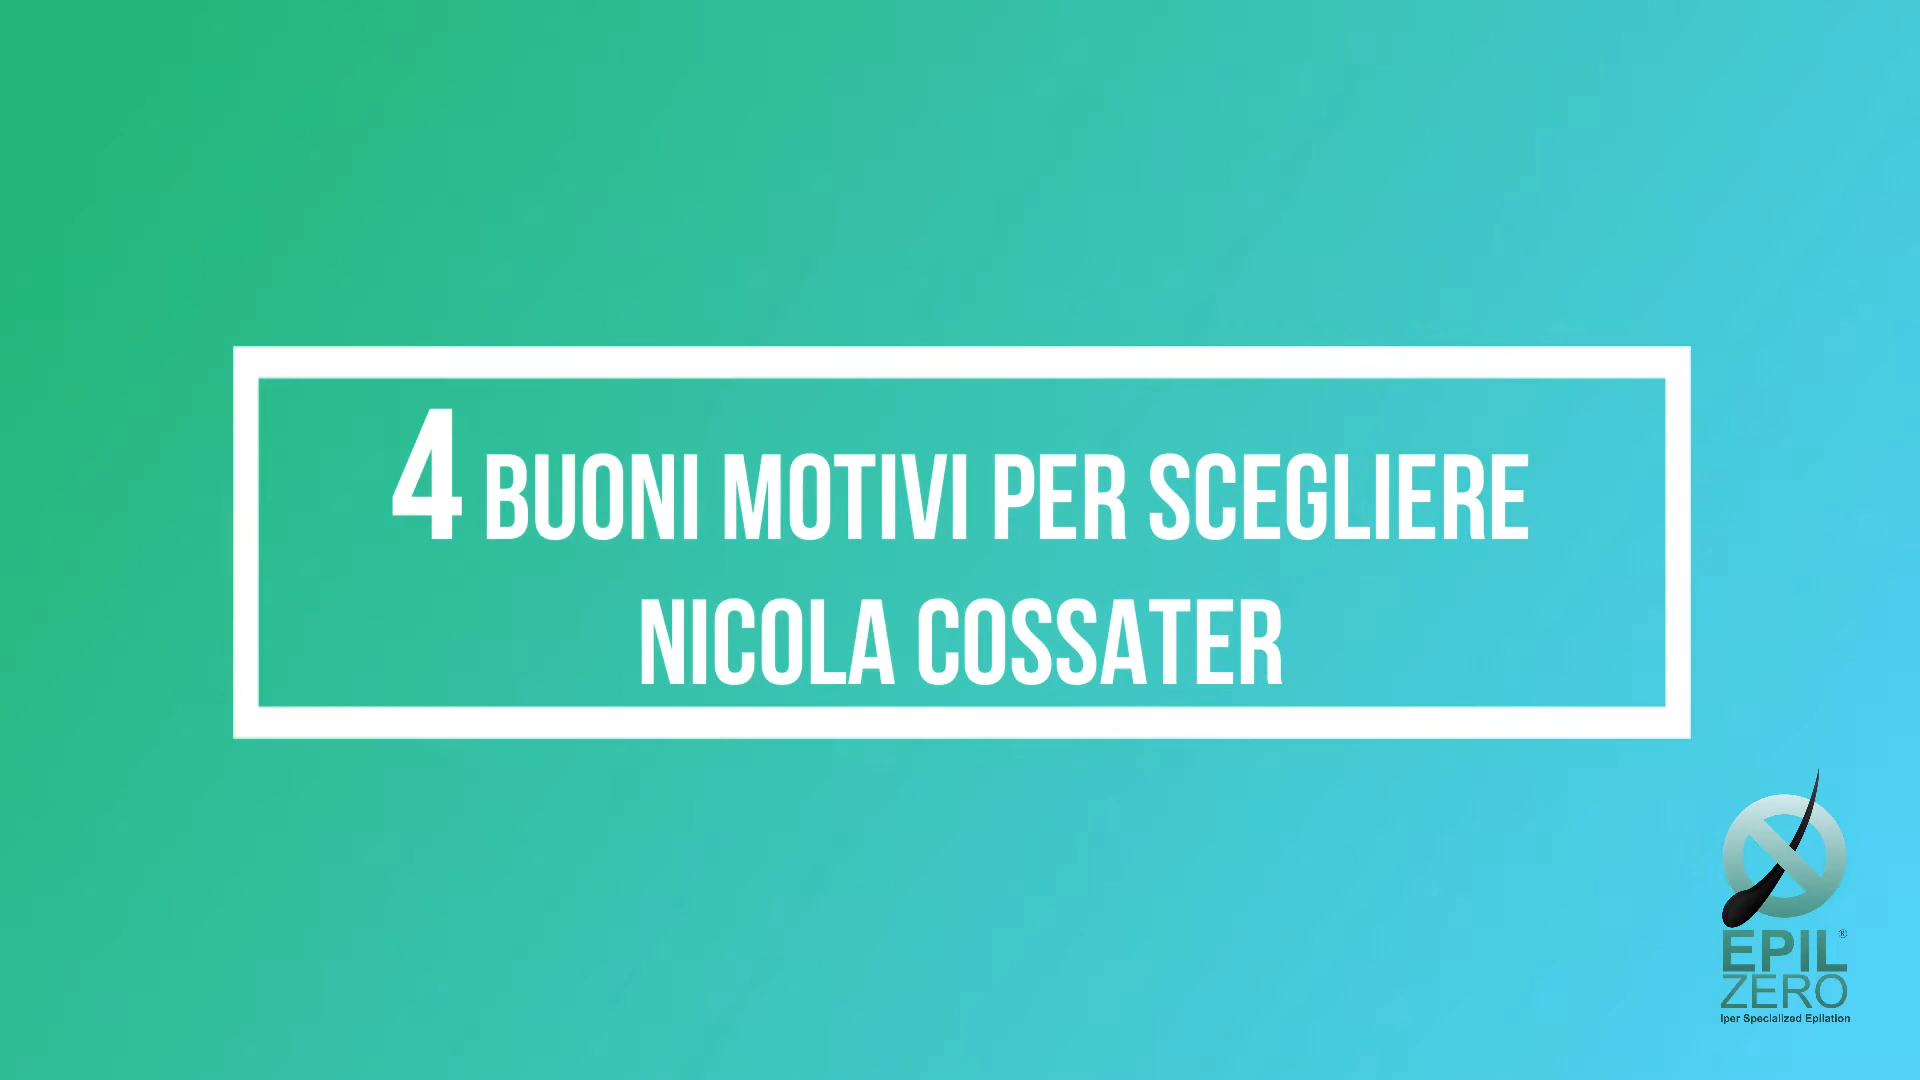 4 BUONI MOTIVI PER SCEGLIERE
NICOLA COSSATER
EPIL®
ZERO
Iper Specialized Epilation